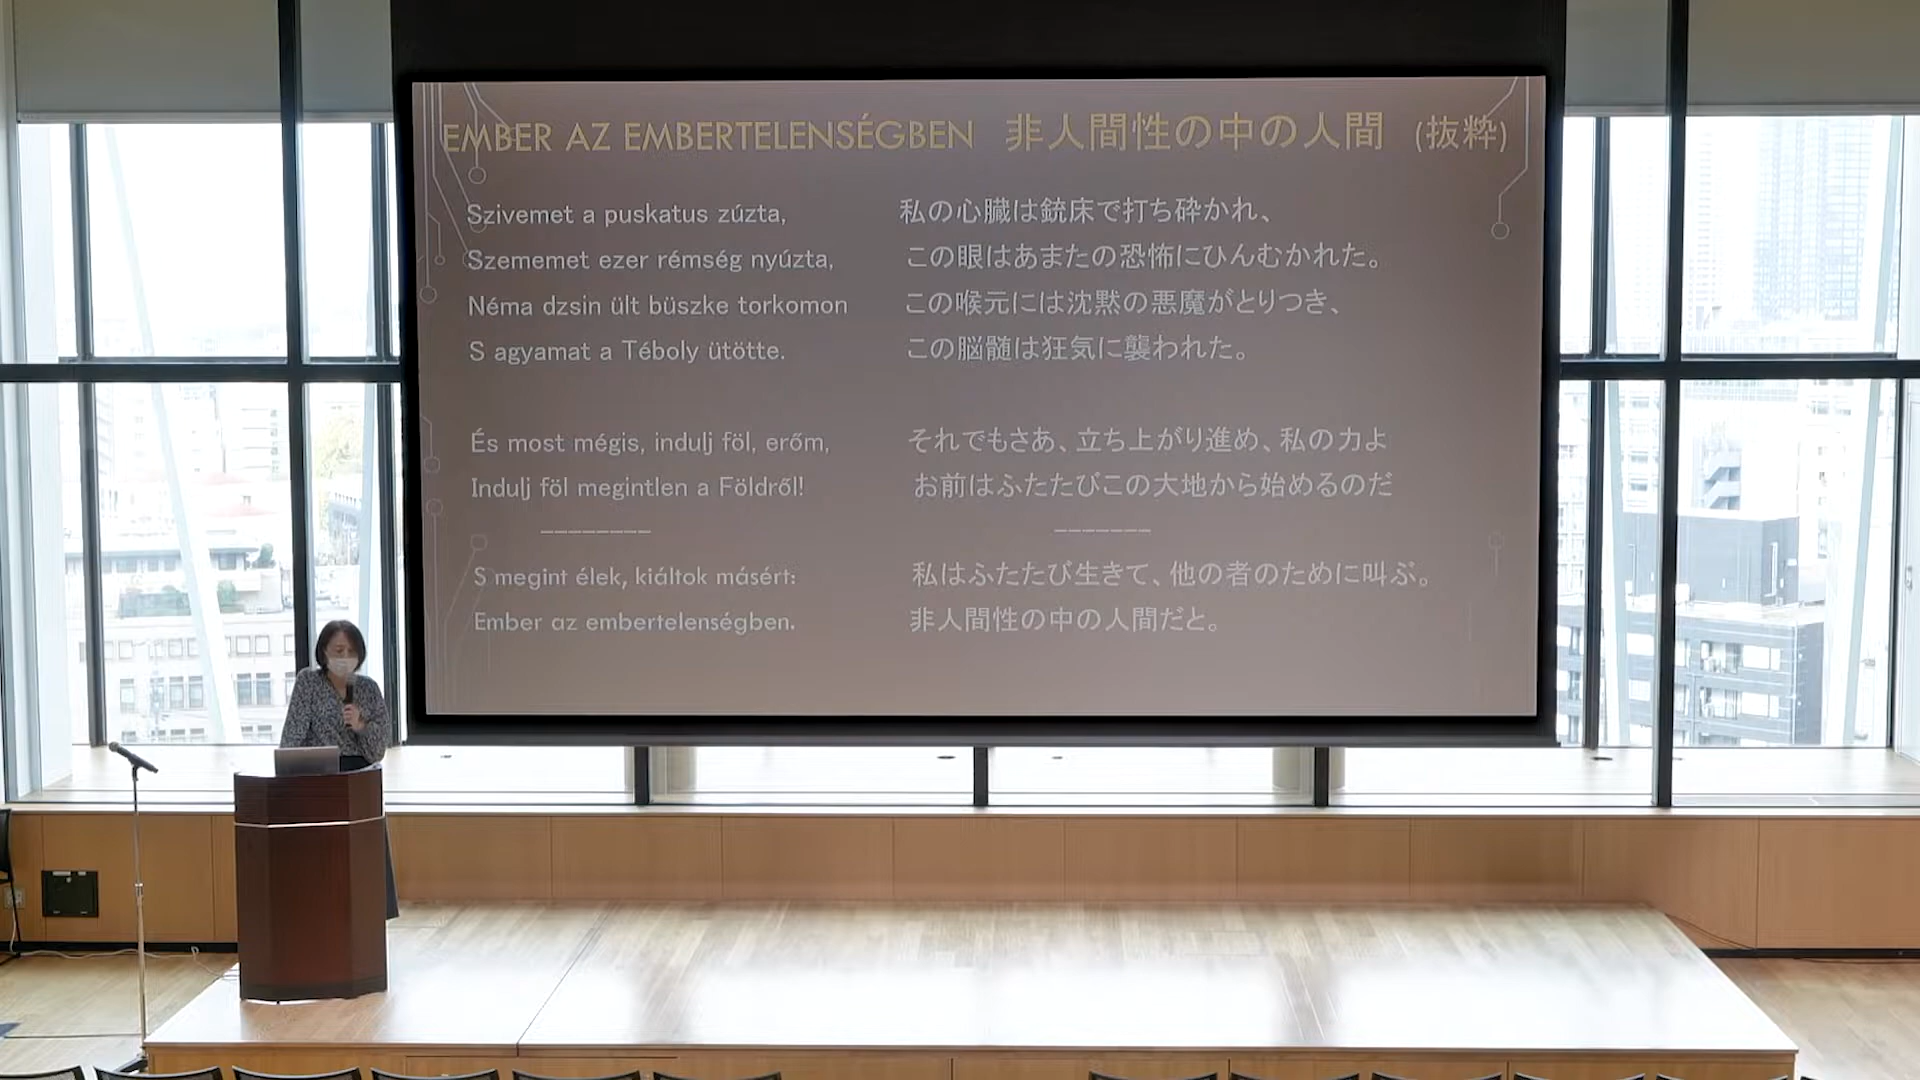 EMBER AZ EMBERTELENSÉGBEN 非人間性の中の人間 (抜粋)
Szivemet a puskatus zúzta,
Szememet ezer rémség nyúzta,
Néma dzsin ült büszke torkomon
S agyamat a Téboly ütötte.
És most mégis, indulj föl, erőm,
Indulj föl megintlen a Földről!
S megint élek, kiáltok másért:
Ember az embertelenségben.
私の心臓は銃床で打ち砕かれ、
この眼はあまたの恐怖にひんむかれた。
この喉元には沈黙の悪魔がとりつき、
この脳髄は狂気に襲われた。
それでもさあ、立ち上がり進め、私の力よ
お前はふたたびこの大地から始めるのだ
私はふたたび生きて、他の者のために叫ぶ。
非人間性の中の人間だと。